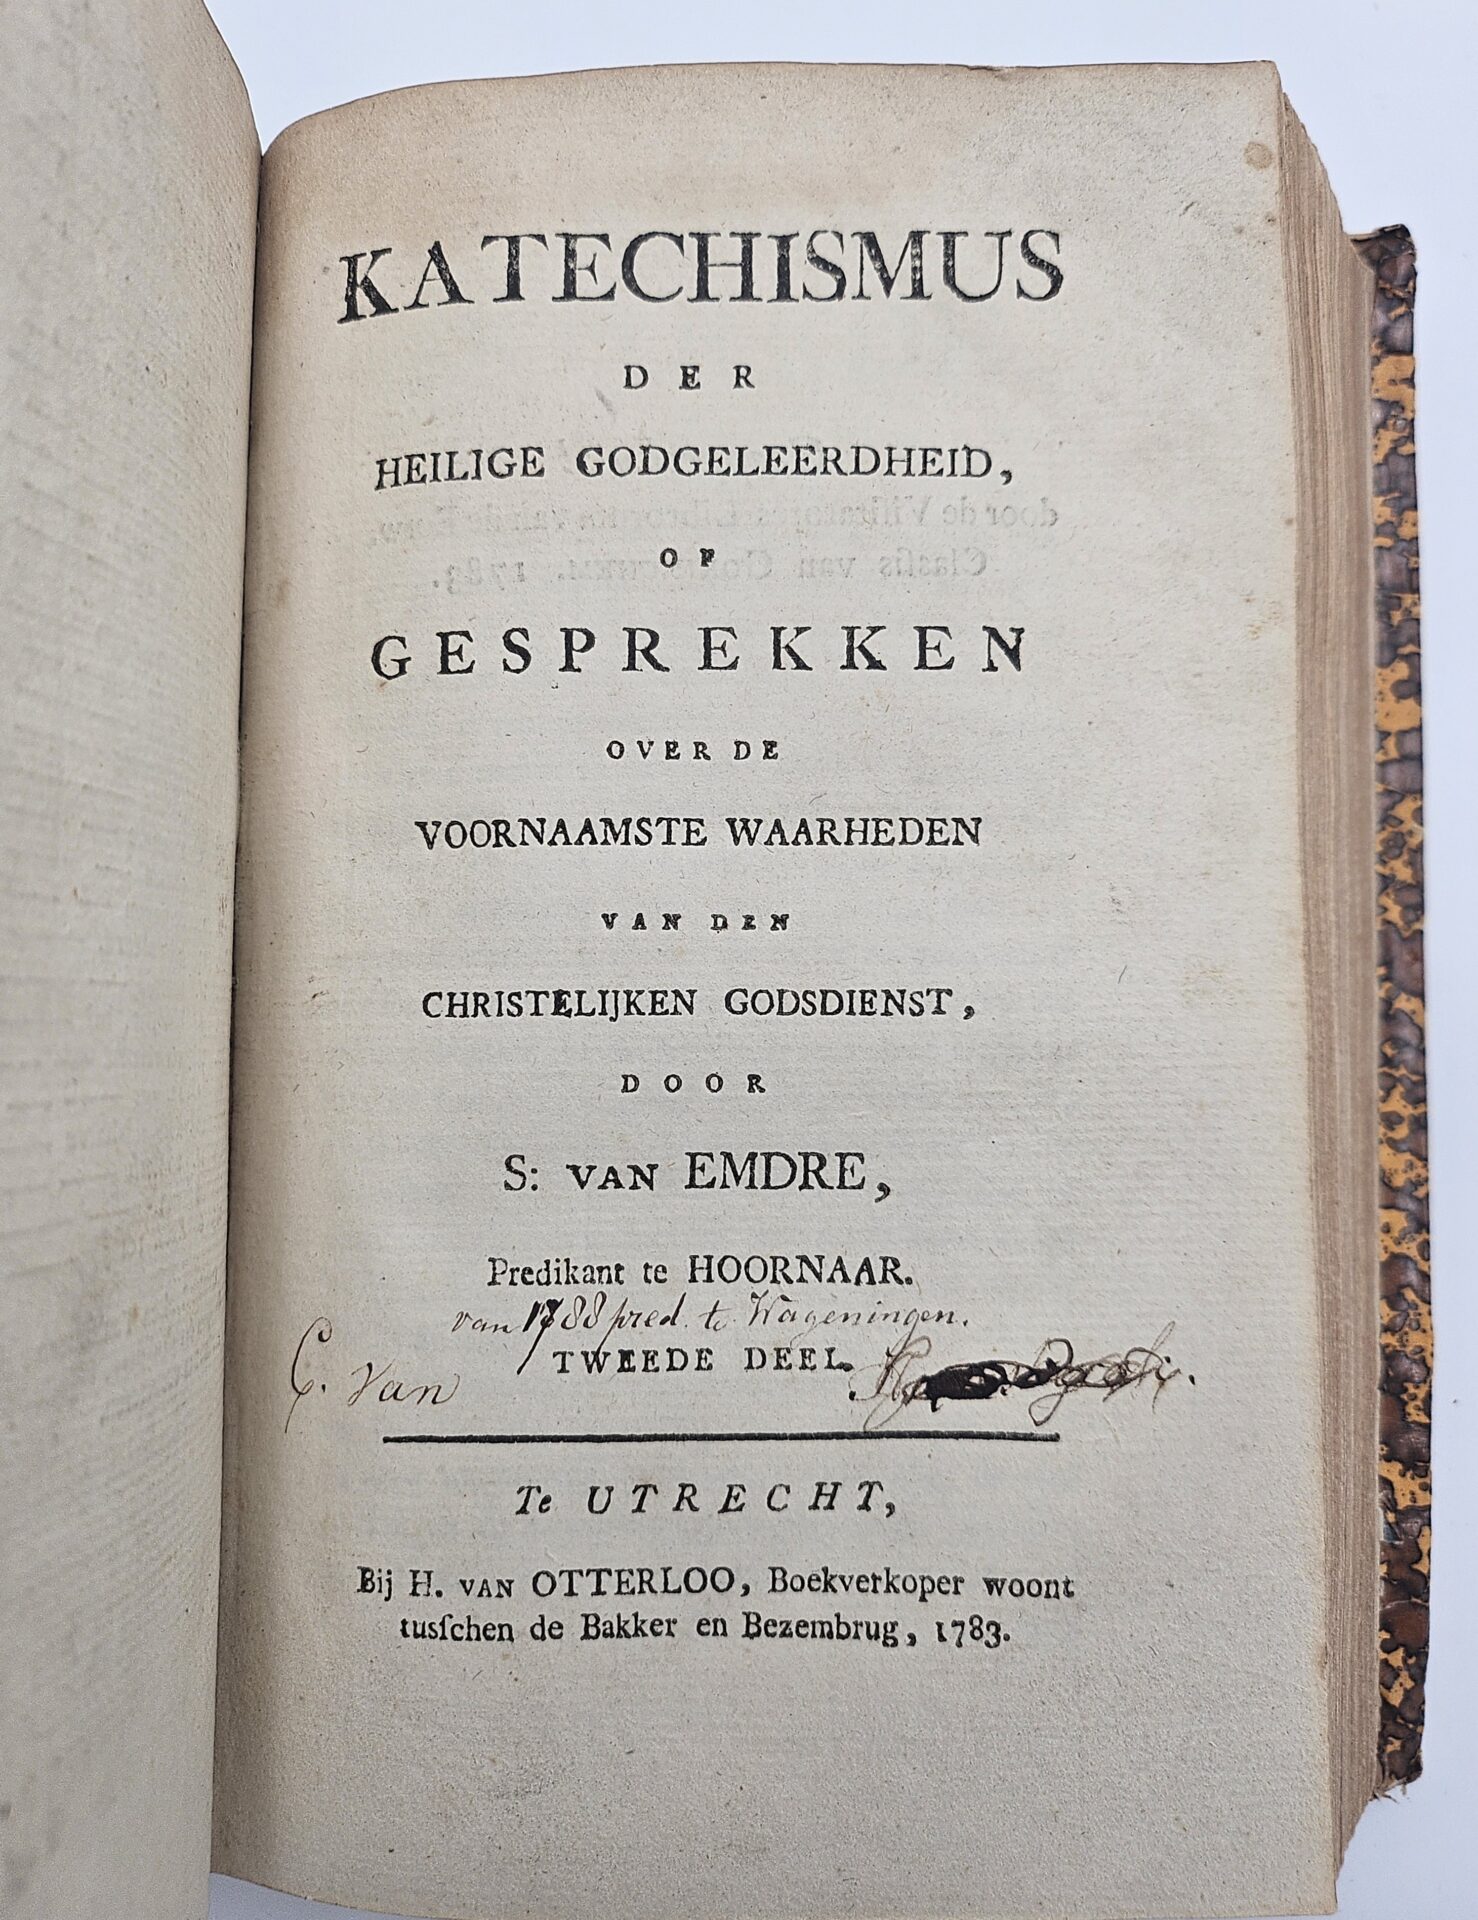 KATECHISMUS
DER
HEILIGE GODGELEERDHEID,
OF
GESPREKKEN
OVER DE
VOORNAAMSTE WAARHEDEN
VAN DEN
CHRISTELIJKEN GODSDIENST,
DOOR
S: VAN EMDRE,
Predikant te HOORNAAR.
van 1788 pred. te Wageningen.
TWEEDE DEEL.
C. Van
Te UTRECHT,
Bij H. VAN OTTERLOO, Boekverkoper woont
tusſchen de Bakker en Bezembrug, 1783.